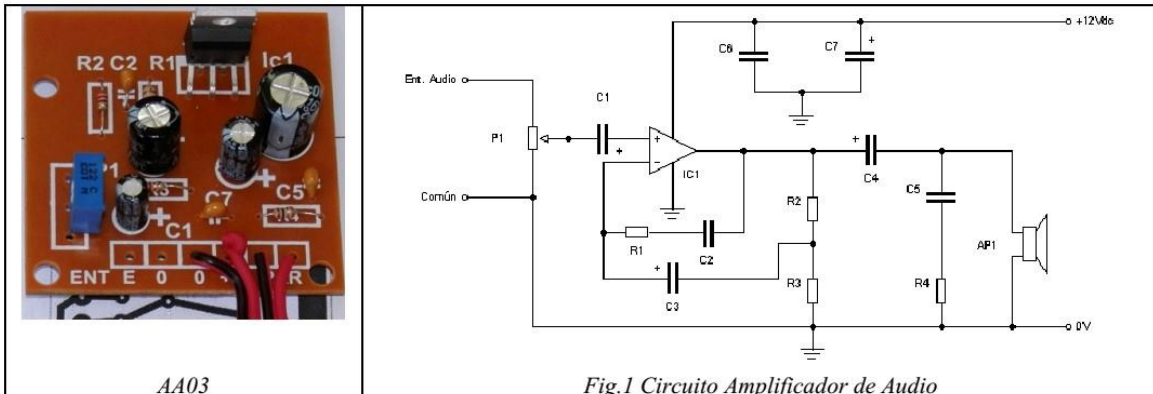 R2 C2 R1 Ic1
P1
C7 C5
C1
ENT E 0 0 R
AA03
+12Vdc
C6 C7 +
Ent. Audio
C1
P1
+ +
-
IC1
+
C4
C5
Común
R2
R1
C2
AP1
+
C3
R3
R4
0V
Fig.1 Circuito Amplificador de Audio